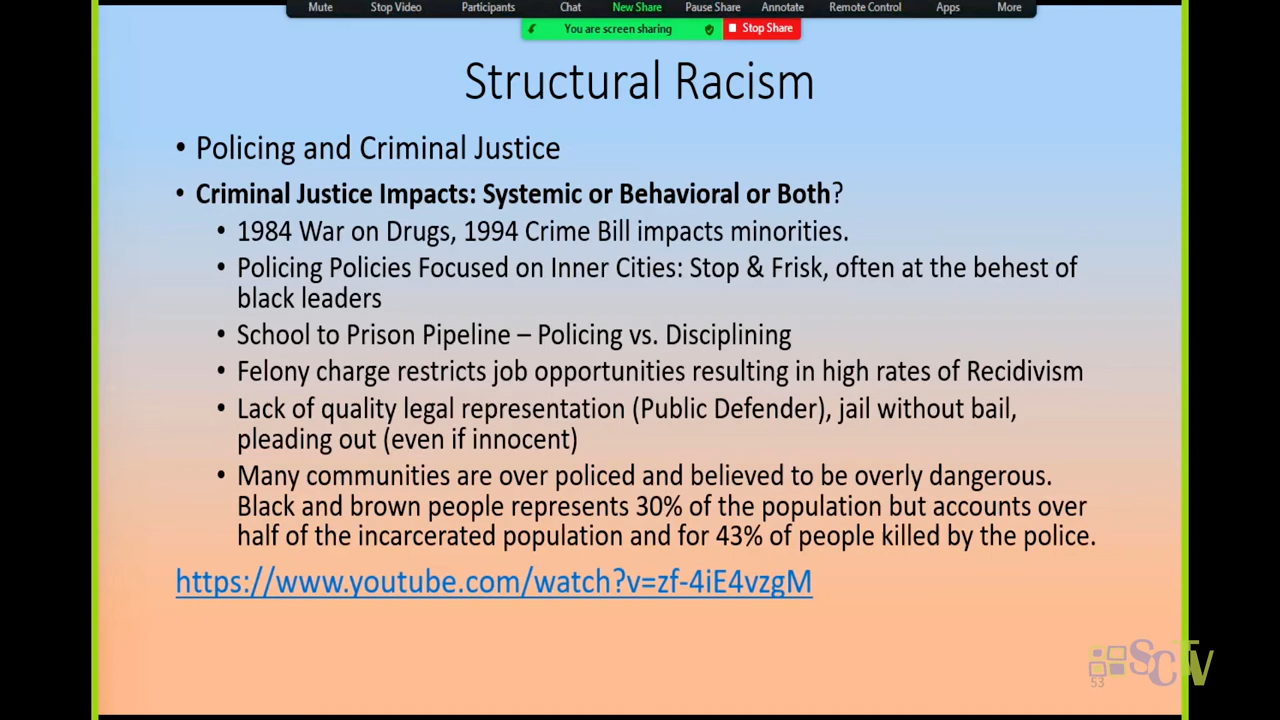 Mute Stop Video Participants Chat New Share Pause Share Annotate Remote Control Apps More
You are screen sharing Stop Share
Structural Racism
• Policing and Criminal Justice
• Criminal Justice Impacts: Systemic or Behavioral or Both?
• 1984 War on Drugs, 1994 Crime Bill impacts minorities.
• Policing Policies Focused on Inner Cities: Stop & Frisk, often at the behest of
black leaders
• School to Prison Pipeline – Policing vs. Disciplining
• Felony charge restricts job opportunities resulting in high rates of Recidivism
• Lack of quality legal representation (Public Defender), jail without bail,
pleading out (even if innocent)
• Many communities are over policed and believed to be overly dangerous.
Black and brown people represents 30% of the population but accounts over
half of the incarcerated population and for 43% of people killed by the police.
https://www.youtube.com/watch?v=zf-4iE4vzgM
SCTV
53